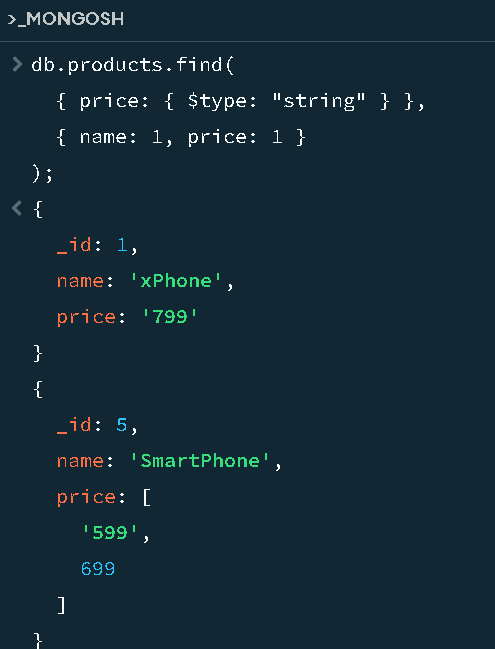 >_MONGOSH
> db.products.find(
{ price: { $type: "string" } },
{ name: 1, price: 1 }
);
< {
_id: 1,
name: 'xPhone',
price: '799'
}
{
_id: 5,
name: 'SmartPhone',
price: [
'599',
699
]
}